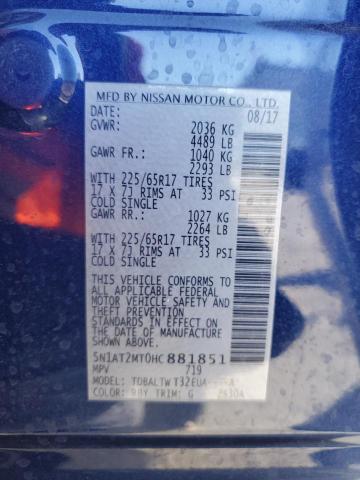 MFD BY NISSAN MOTOR CO., LTD.
DATE: 08/17
GVWR: 2036 KG
4489 LB
GAWR FR.: 1040 KG
2293 LB
WITH 225/65R17 TIRES
17 X 7J RIMS AT 33 PSI
COLD SINGLE
GAWR RR.: 1027 KG
2264 LB
WITH 225/65R17 TIRES
17 X 7J RIMS AT 33 PSI
COLD SINGLE
THIS VEHICLE CONFORMS TO ALL
APPLICABLE FEDERAL
MOTOR VEHICLE SAFETY AND
THEFT PREVENTION
STANDARDS IN EFFECT ON THE
DATE OF MANUFACTURE
SHOWN ABOVE.
5N1AT2MT0HC881851
MPV 719
MODEL:
COLOR: RBY TRIM: G